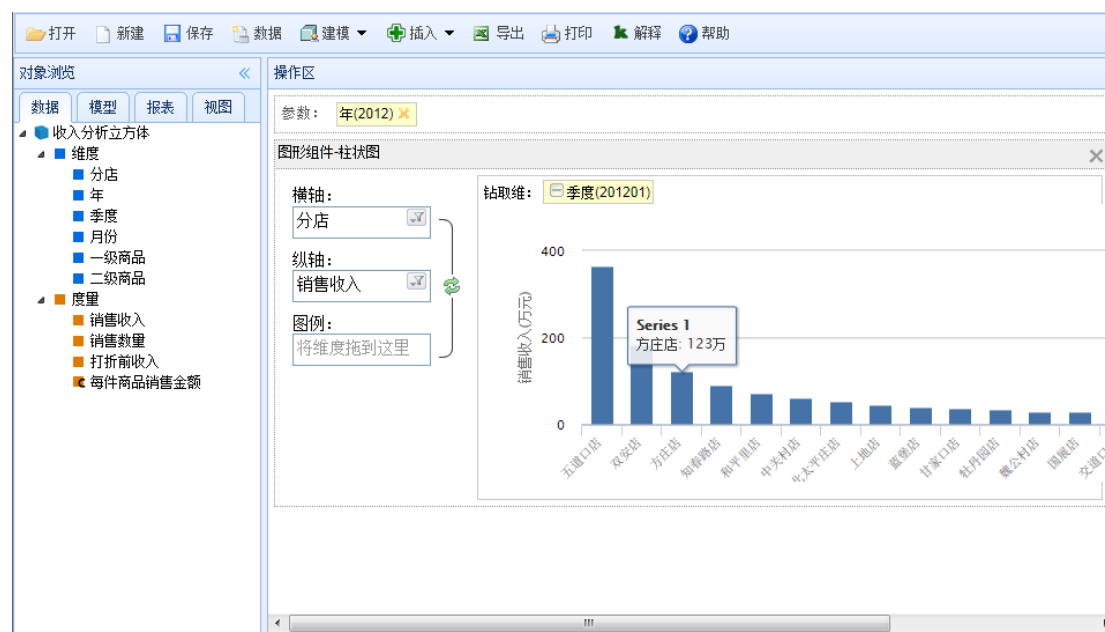 打开 新建 保存 数据 建模 插入 导出 打印 解释 帮助
对象浏览
操作区
数据 模型 报表 视图
收入分析立方体
维度
分店
年
季度
月份
一级商品
二级商品
度量
销售收入
销售数量
打折前收入
每件商品销售金额
参数： 年(2012)
图形组件-柱状图
横轴：
分店
纵轴：
销售收入
图例：
将维度拖到这里
钻取维： 季度(201201)
400
200
0
销售收入(万元)
Series 1
方庄店: 123万
五道口店
双安店
方庄店
知春路店
和平里店
中关村店
太平庄店
上地店
蓝堡店
甘家口店
牡丹园店
魏公村店
国展店
交道口